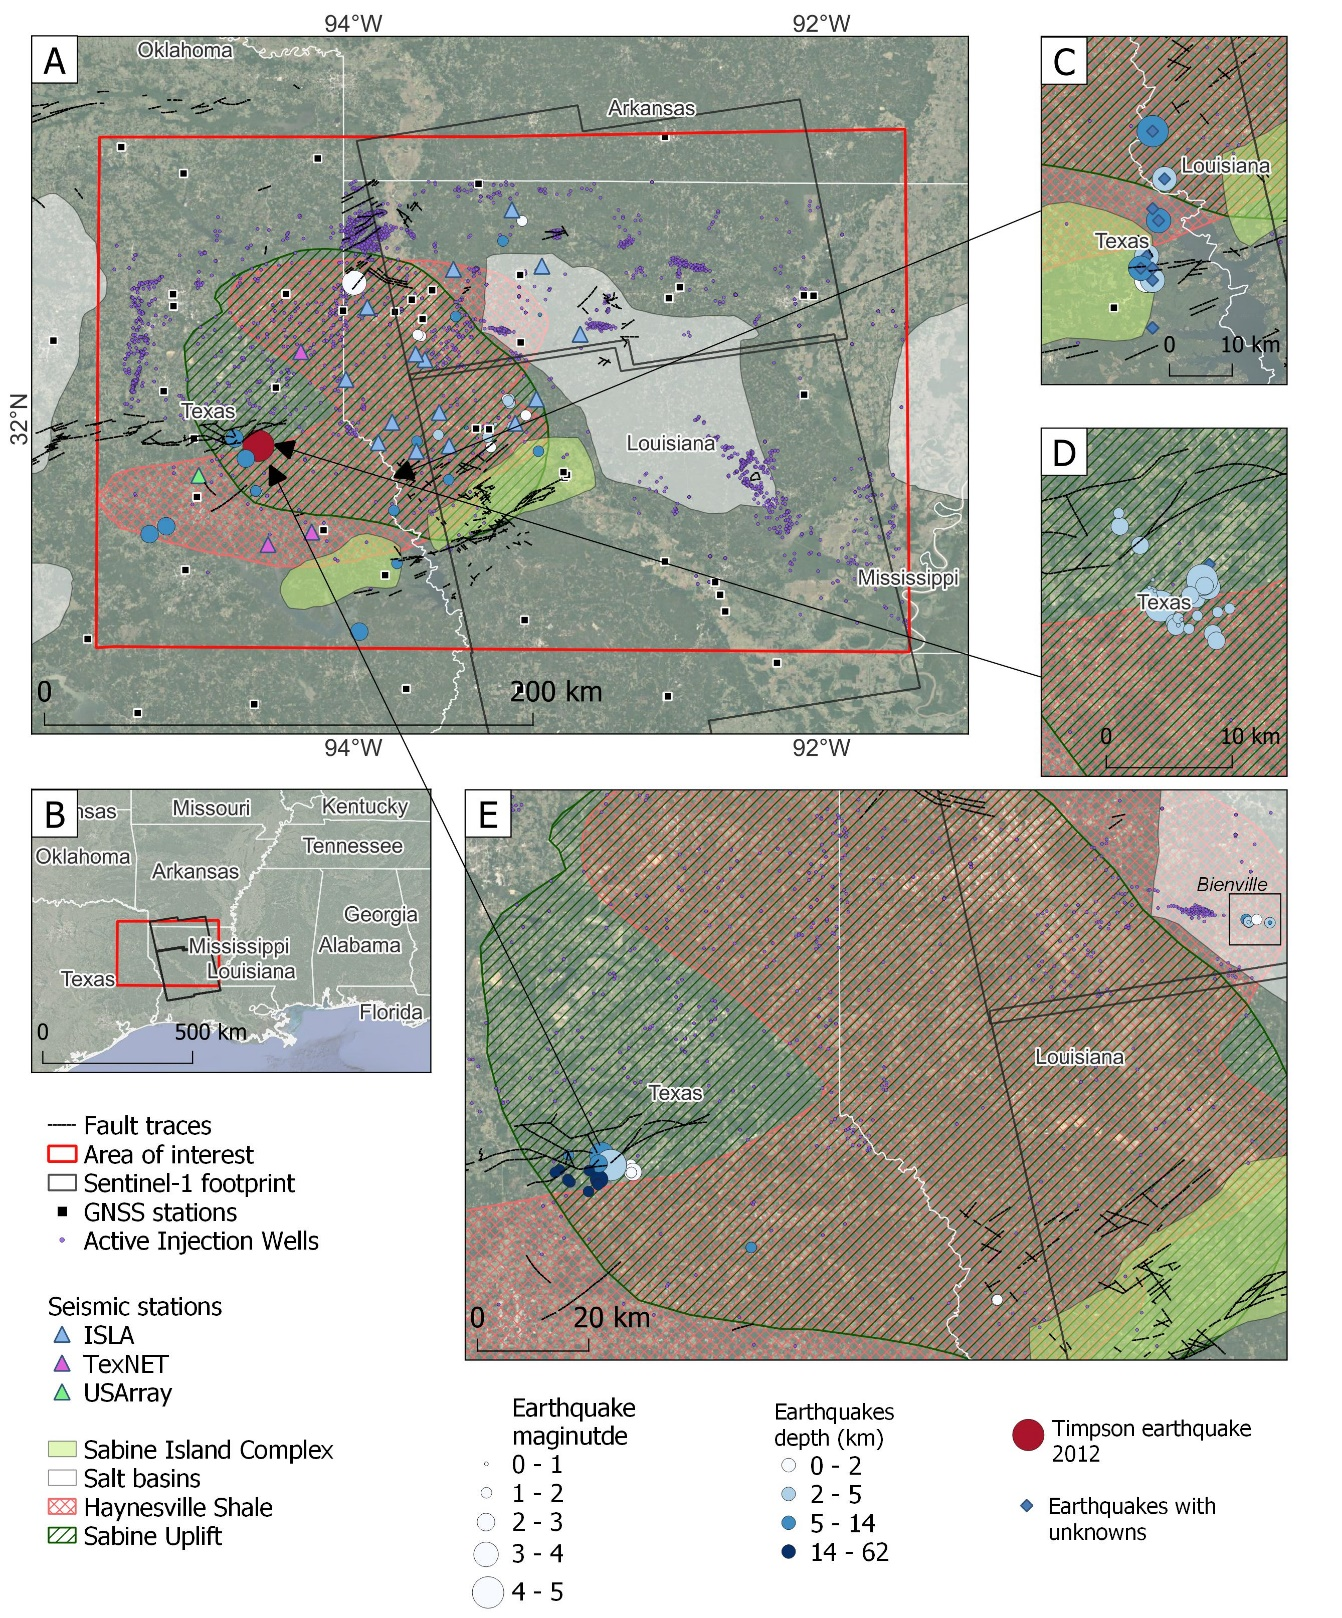 94°W
92°W
A
Oklahoma
Arkansas
32°N
Texas
Louisiana
Mississippi
0
200 km
94°W
92°W
C
Louisiana
Texas
0
10 km
D
Texas
0
10 km
B
nsas
Missouri
Kentucky
Oklahoma
Tennessee
Arkansas
Georgia
Mississippi
Alabama
Louisiana
Texas
Florida
0
500 km
E
Bienville
Louisiana
Texas
0
20 km
Fault traces
Area of interest
Sentinel-1 footprint
GNSS stations
Active Injection Wells
Seismic stations
ISLA
TexNET
USArray
Sabine Island Complex
Salt basins
Haynesville Shale
Sabine Uplift
Earthquake
maginutde
0 - 1
1 - 2
2 - 3
3 - 4
4 - 5
Earthquakes
depth (km)
0 - 2
2 - 5
5 - 14
14 - 62
Timpson earthquake
2012
Earthquakes with
unknowns